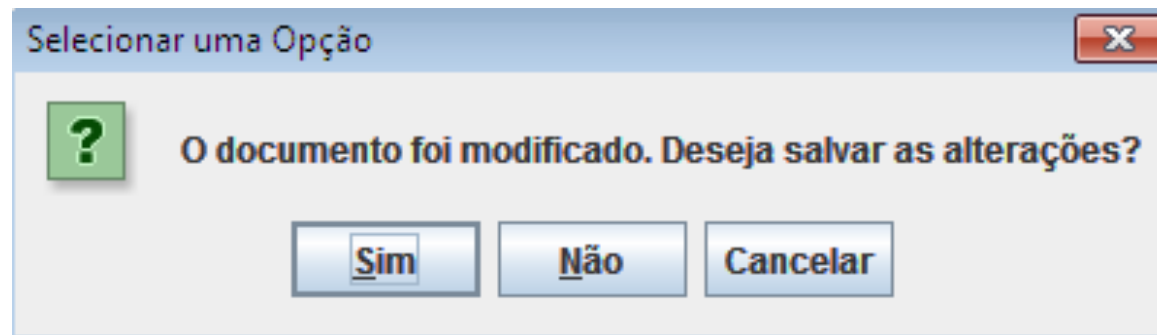 Selecionar uma Opção
O documento foi modificado. Deseja salvar as alterações?
Sim Não Cancelar